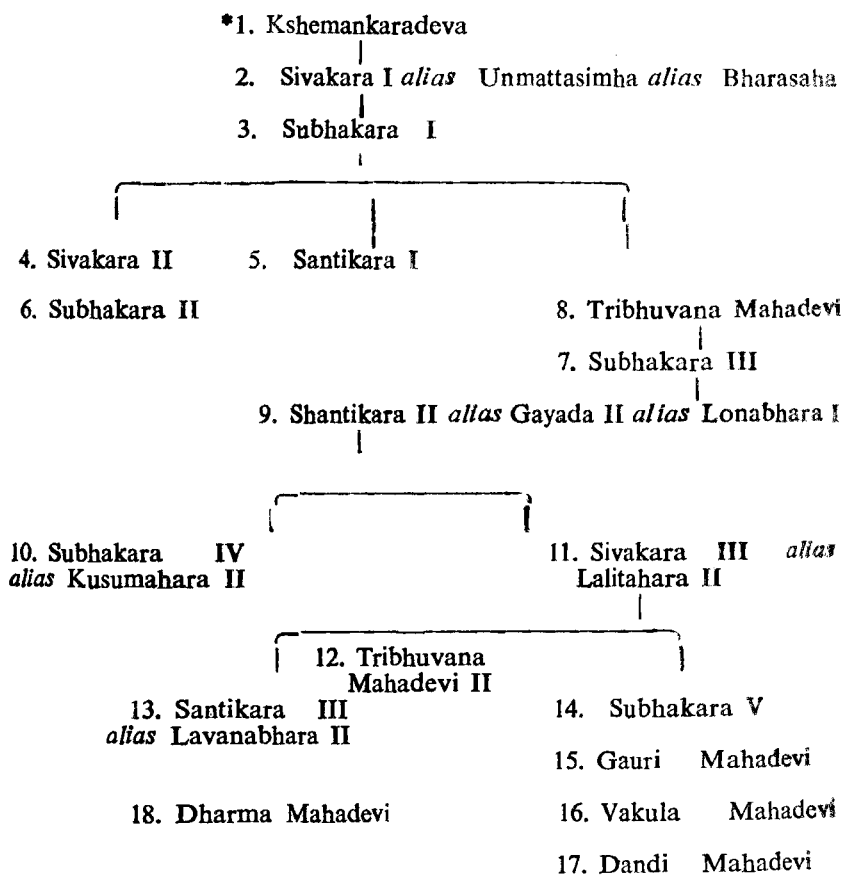 *1. Kshemankaradeva
2. Sivakara I alias Unmattasimha alias Bharasaha
3. Subhakara I
4. Sivakara II 5. Santikara I
6. Subhakara II 8. Tribhuvana Mahadevi
7. Subhakara III
9. Shantikara II alias Gayada II alias Lonabhara I
10. Subhakara IV 11. Sivakara III alias
alias Kusumahara II Lalitahara II
12. Tribhuvana
Mahadevi II
13. Santikara III 14. Subhakara V
alias Lavanabhara II
15. Gauri Mahadevi
18. Dharma Mahadevi 16. Vakula Mahadevi
17. Dandi Mahadevi